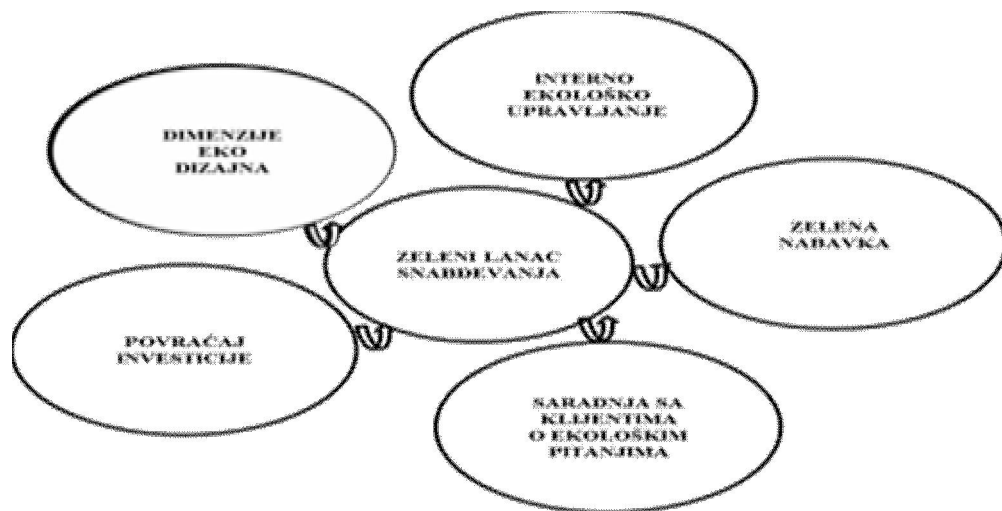 INTERNO
EKOLOŠKO
UPRAVLJANJE
DIMENZIJE
EKO
DIZAJNA
ZELENA
NABAVKA
ZELENI LANAC
SNABDEVANJA
POVRAĆAJ
INVESTICIJE
SARADNJA SA
KLIJENTIMA
O EKOLOŠKIM
PITANJIMA